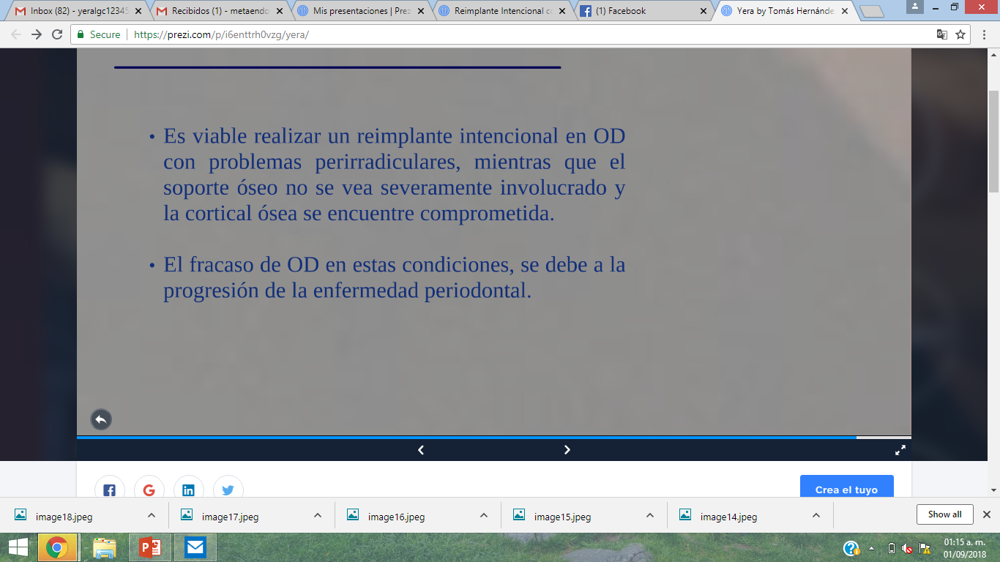 Inbox (82) - yeralgc12345
Recibidos (1) - metaendo
Mis presentaciones | Prez
Reimplante Intencional co
(1) Facebook
Yera by Tomás Hernánde
Secure
https://prezi.com/p/i6enttrh0vzg/yera/
• Es viable realizar un reimplante intencional en OD
con problemas perirradiculares, mientras que el
soporte óseo no se vea severamente involucrado y
la cortical ósea se encuentre comprometida.
• El fracaso de OD en estas condiciones, se debe a la
progresión de la enfermedad periodontal.
Crea el tuyo
image18.jpeg
image17.jpeg
image16.jpeg
image15.jpeg
image14.jpeg
Show all
01:15 a. m.
01/09/2018